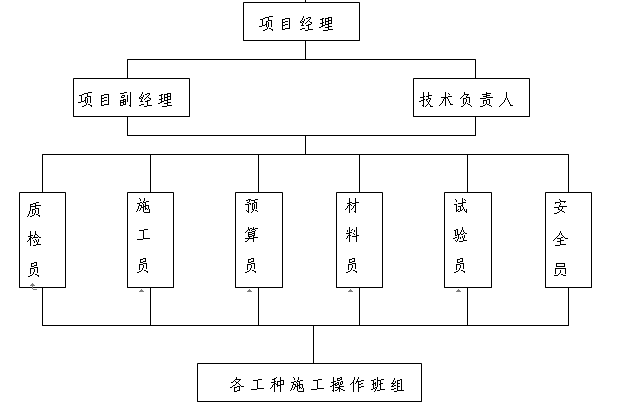 项目经理
项目副经理
技术负责人
质检员
施工员
预算员
材料员
试验员
安全员
各工种施工操作班组